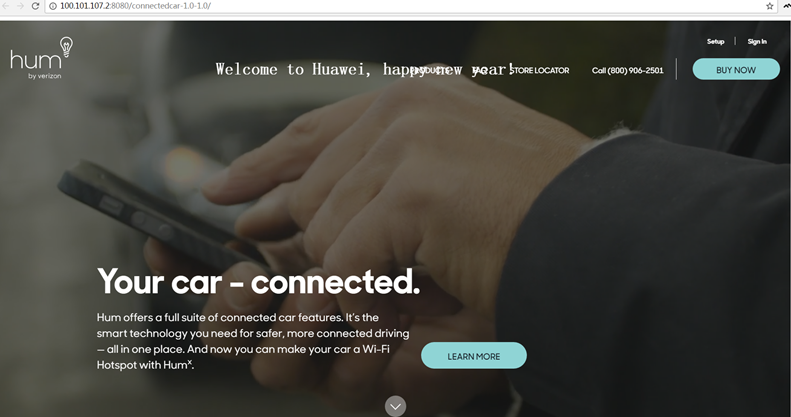 100.101.107.2:8080/connectedcar-1.0-1.0/
hum
by verizon
Setup
Sign In
Welcome to Huawei, happy new year!
PRODUCTS
FAQ
STORE LOCATOR
Call (800) 906-2501
BUY NOW
Your car – connected.
Hum offers a full suite of connected car features. It's the
smart technology you need for safer, more connected driving
— all in one place. And now you can make your car a Wi-Fi
Hotspot with Humˣ.
LEARN MORE